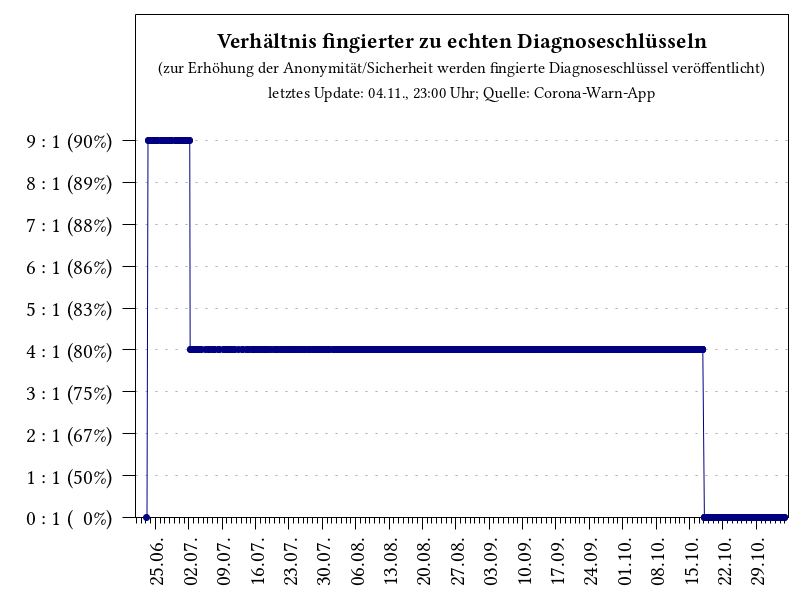 Verhältnis fingierter zu echten Diagnoseschlüsseln
(zur Erhöhung der Anonymität/Sicherheit werden fingierte Diagnoseschlüssel veröffentlicht)
letztes Update: 04.11., 23:00 Uhr; Quelle: Corona-Warn-App
9 : 1 (90%)
8 : 1 (89%)
7 : 1 (88%)
6 : 1 (86%)
5 : 1 (83%)
4 : 1 (80%)
3 : 1 (75%)
2 : 1 (67%)
1 : 1 (50%)
0 : 1 (  0%)
25.06.
02.07.
09.07.
16.07.
23.07.
30.07.
06.08.
13.08.
20.08.
27.08.
03.09.
10.09.
17.09.
24.09.
01.10.
08.10.
15.10.
22.10.
29.10.